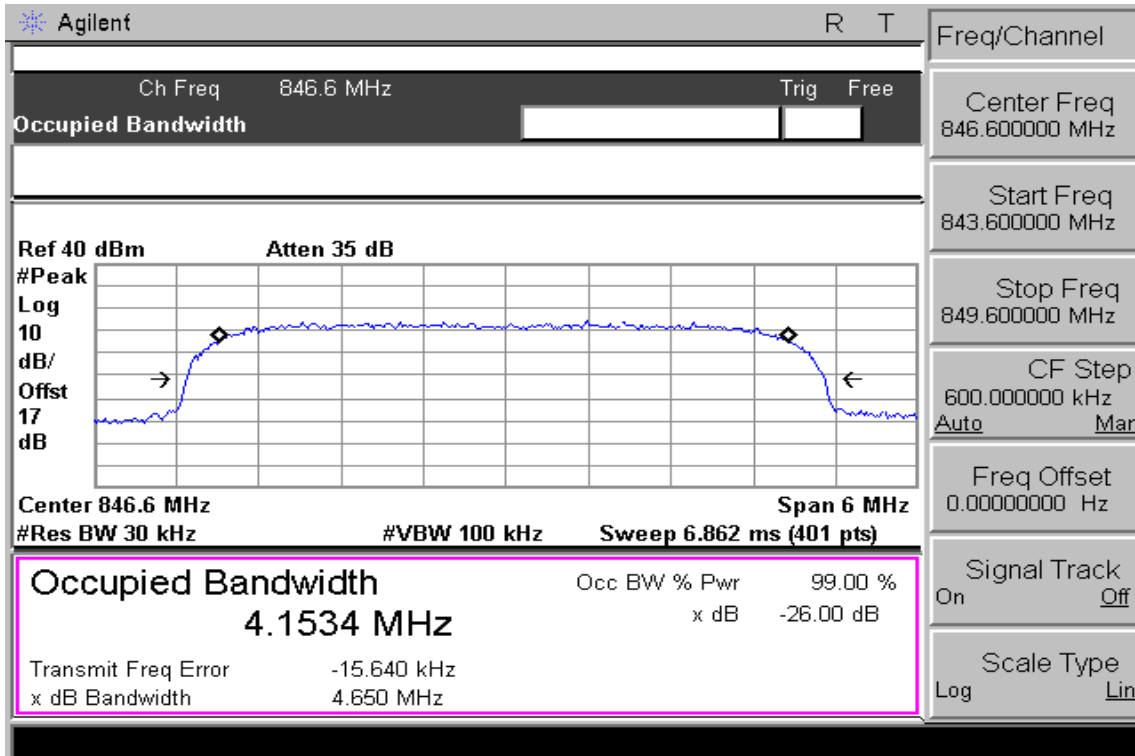 Agilent R T
Ch Freq 846.6 MHz Trig Free
Occupied Bandwidth
Ref 40 dBm Atten 35 dB
#Peak
Log
10
dB/
Offst
17
dB
Center 846.6 MHz Span 6 MHz
#Res BW 30 kHz #VBW 100 kHz Sweep 6.862 ms (401 pts)
Occupied Bandwidth
4.1534 MHz
Occ BW % Pwr 99.00 %
x dB -26.00 dB
Transmit Freq Error -15.640 kHz
x dB Bandwidth 4.650 MHz
Freq/Channel
Center Freq
846.600000 MHz
Start Freq
843.600000 MHz
Stop Freq
849.600000 MHz
CF Step
600.000000 kHz
Auto Man
Freq Offset
0.00000000 Hz
Signal Track
On Off
Scale Type
Log Lin